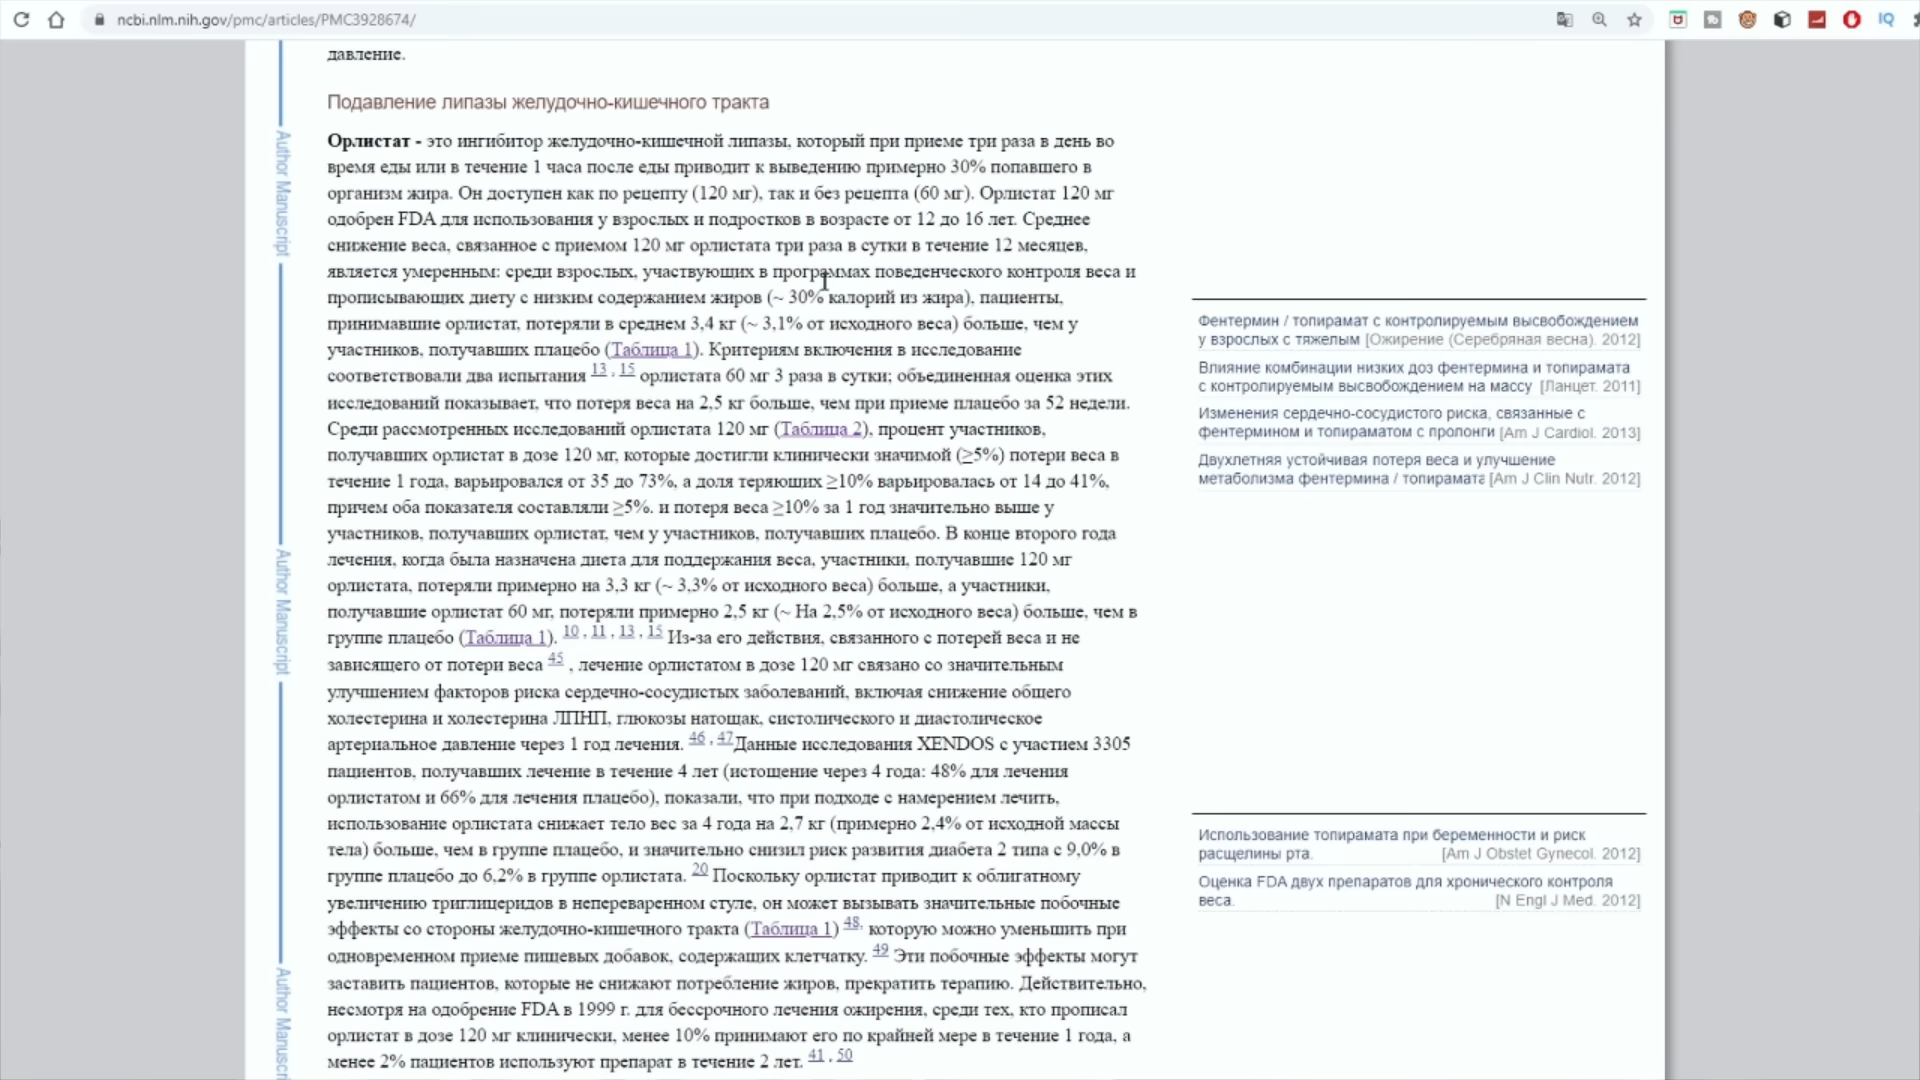 ncbi.nlm.nih.gov/pmc/articles/PMC3928674/
IQ
давление.
Подавление липазы желудочно-кишечного тракта
Орлистат - это ингибитор желудочно-кишечной липазы, который при приеме три раза в день во
время еды или в течение 1 часа после еды приводит к выведению примерно 30% попавшего в
организм жира. Он доступен как по рецепту (120 мг), так и без рецепта (60 мг). Орлистат 120 мг
одобрен FDA для использования у взрослых и подростков в возрасте от 12 до 16 лет. Среднее
снижение веса, связанное с приемом 120 мг орлистата три раза в сутки в течение 12 месяцев,
является умеренным: среди взрослых, участвующих в программах поведенческого контроля веса и
прописывающих диету с низким содержанием жиров (~ 30% калорий из жира), пациенты,
принимавшие орлистат, потеряли в среднем 3,4 кг (~ 3,1% от исходного веса) больше, чем у
участников, получавших плацебо (Таблица 1). Критериям включения в исследование
соответствовали два испытания 13 , 15 орлистата 60 мг 3 раза в сутки; объединенная оценка этих
исследований показывает, что потеря веса на 2,5 кг больше, чем при приеме плацебо за 52 недели.
Среди рассмотренных исследований орлистата 120 мг (Таблица 2), процент участников,
получавших орлистат в дозе 120 мг, которые достигли клинически значимой (≥5%) потери веса в
течение 1 года, варьировался от 35 до 73%, а доля теряющих ≥10% варьировалась от 14 до 41%,
причем оба показателя составляли ≥5%. и потеря веса ≥10% за 1 год значительно выше у
участников, получавших орлистат, чем у участников, получавших плацебо. В конце второго года
лечения, когда была назначена диета для поддержания веса, участники, получавшие 120 мг
орлистата, потеряли примерно на 3,3 кг (~ 3,3% от исходного веса) больше, а участники,
получавшие орлистат 60 мг, потеряли примерно 2,5 кг (~ На 2,5% от исходного веса) больше, чем в
группе плацебо (Таблица 1). 10 , 11 , 13 , 15 Из-за его действия, связанного с потерей веса и не
зависящего от потери веса 45 , лечение орлистатом в дозе 120 мг связано со значительным
улучшением факторов риска сердечно-сосудистых заболеваний, включая снижение общего
холестерина и холестерина ЛПНП, глюкозы натощак, систолического и диастолическое
артериальное давление через 1 год лечения. 46 , 47Данные исследования XENDOS с участием 3305
пациентов, получавших лечение в течение 4 лет (истощение через 4 года: 48% для лечения
орлистатом и 66% для лечения плацебо), показали, что при подходе с намерением лечить,
использование орлистата снижает тело вес за 4 года на 2,7 кг (примерно 2,4% от исходной массы
тела) больше, чем в группе плацебо, и значительно снизил риск развития диабета 2 типа с 9,0% в
группе плацебо до 6,2% в группе орлистата. 20 Поскольку орлистат приводит к облигатному
увеличению триглицеридов в непереваренном стуле, он может вызывать значительные побочные
эффекты со стороны желудочно-кишечного тракта (Таблица 1) 48, которую можно уменьшить при
одновременном приеме пищевых добавок, содержащих клетчатку. 49 Эти побочные эффекты могут
заставить пациентов, которые не снижают потребление жиров, прекратить терапию. Действительно,
несмотря на одобрение FDA в 1999 г. для бессрочного лечения ожирения, среди тех, кто прописал
орлистат в дозе 120 мг клинически, менее 10% принимают его по крайней мере в течение 1 года, а
менее 2% пациентов используют препарат в течение 2 лет. 41 , 50
Author Manuscript
Author Manuscript
Author Manuscri
Фентермин / топирамат с контролируемым высвобождением
у взрослых с тяжелым [Ожирение (Серебряная весна). 2012]
Влияние комбинации низких доз фентермина и топирамата
с контролируемым высвобождением на массу [Ланцет. 2011]
Изменения сердечно-сосудистого риска, связанные с
фентермином и топираматом с пролонги [Am J Cardiol. 2013]
Двухлетняя устойчивая потеря веса и улучшение
метаболизма фентермина / топирамата [Am J Clin Nutr. 2012]
Использование топирамата при беременности и риск
расщелины рта. [Am J Obstet Gynecol. 2012]
Оценка FDA двух препаратов для хронического контроля
веса. [N Engl J Med. 2012]